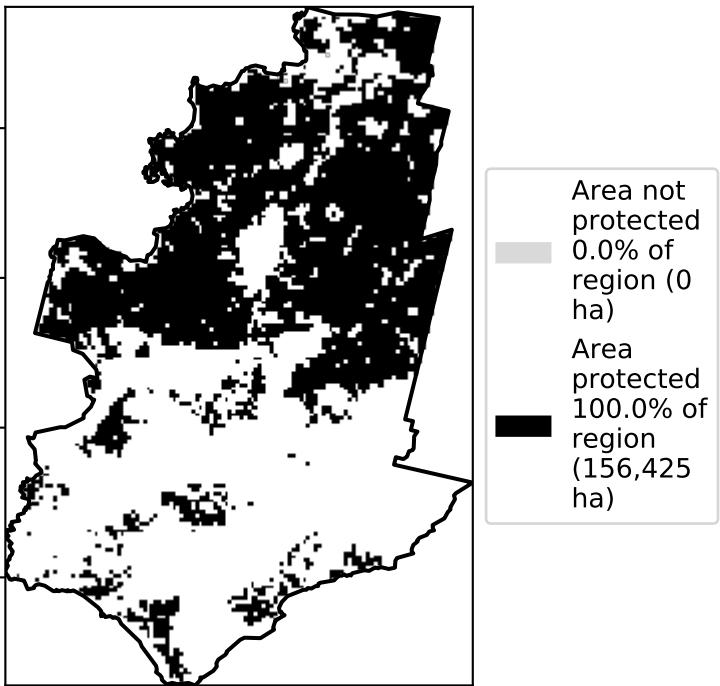 Area not
protected
0.0% of
region (0
ha)
Area
protected
100.0% of
region
(156,425
ha)